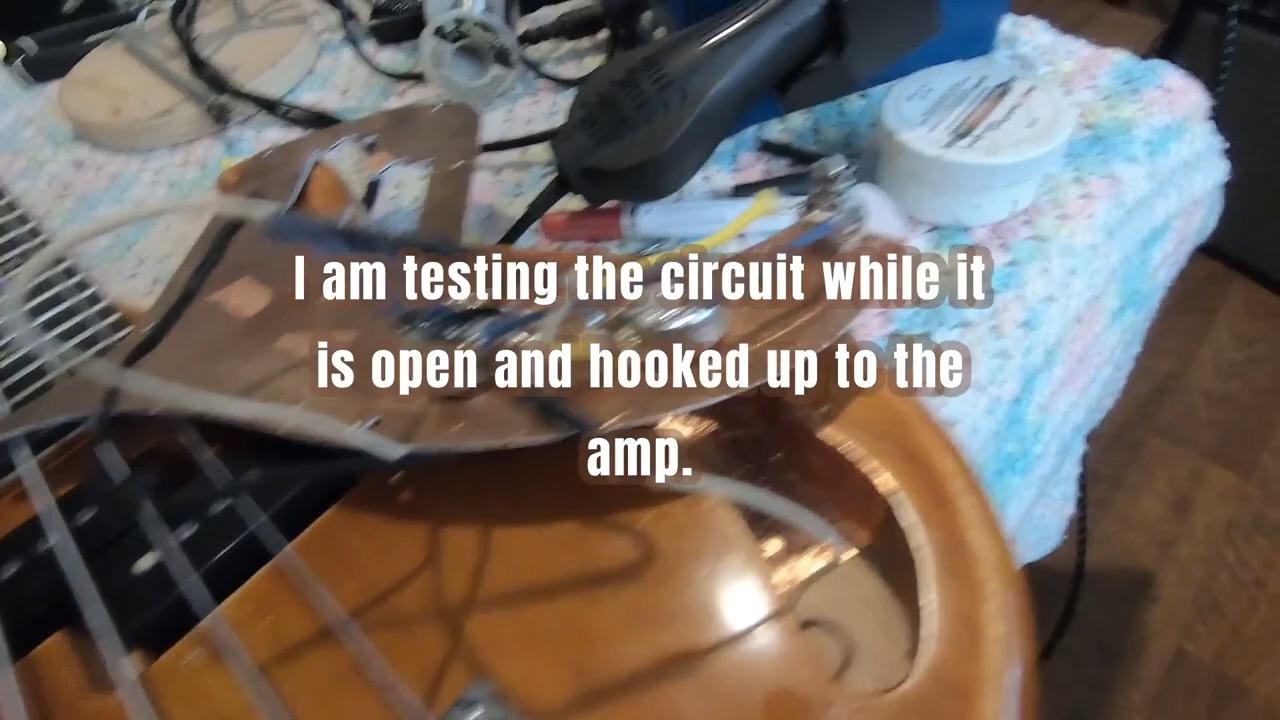 I am testing the circuit while it
is open and hooked up to the
amp.